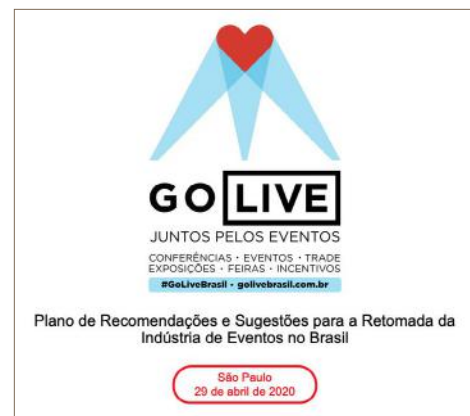 GO LIVE
JUNTOS PELOS EVENTOS
CONFERÊNCIAS • EVENTOS • TRADE
EXPOSIÇÕES • FEIRAS • INCENTIVOS
#GoLiveBrasil • golivebrasil.com.br
Plano de Recomendações e Sugestões para a Retomada da
Indústria de Eventos no Brasil
São Paulo
29 de abril de 2020